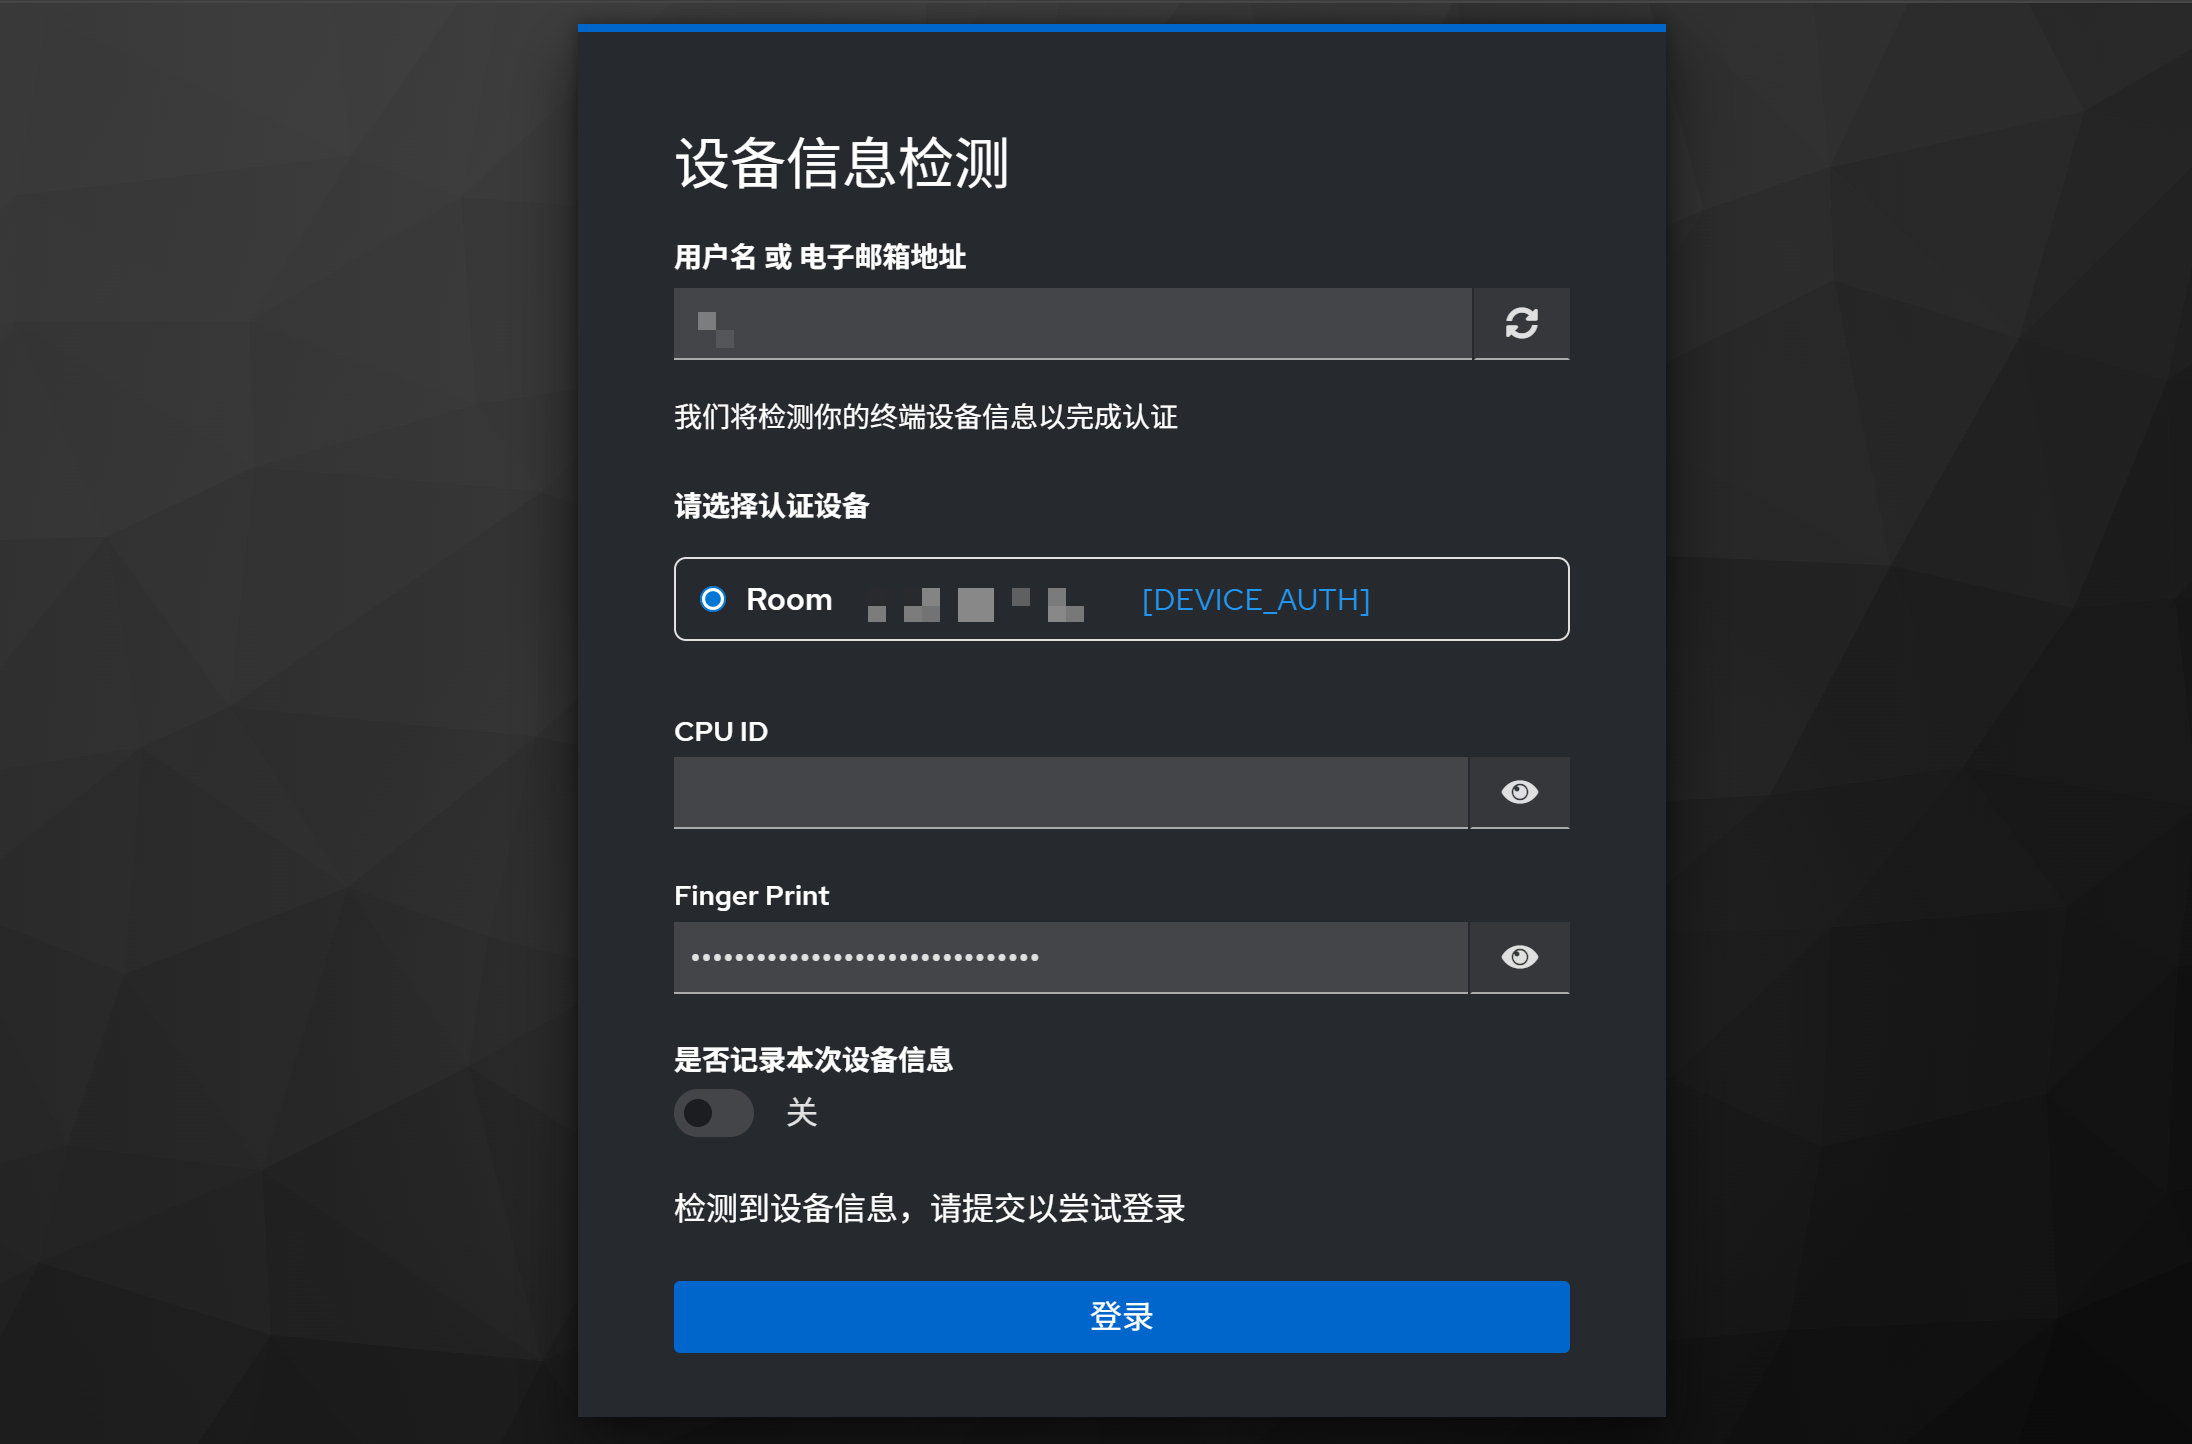 设备信息检测
用户名 或 电子邮箱地址
我们将检测你的终端设备信息以完成认证
请选择认证设备
Room [DEVICE_AUTH]
CPU ID
Finger Print
••••••••••••••••••••••••••••••••
是否记录本次设备信息
关
检测到设备信息，请提交以尝试登录
登录